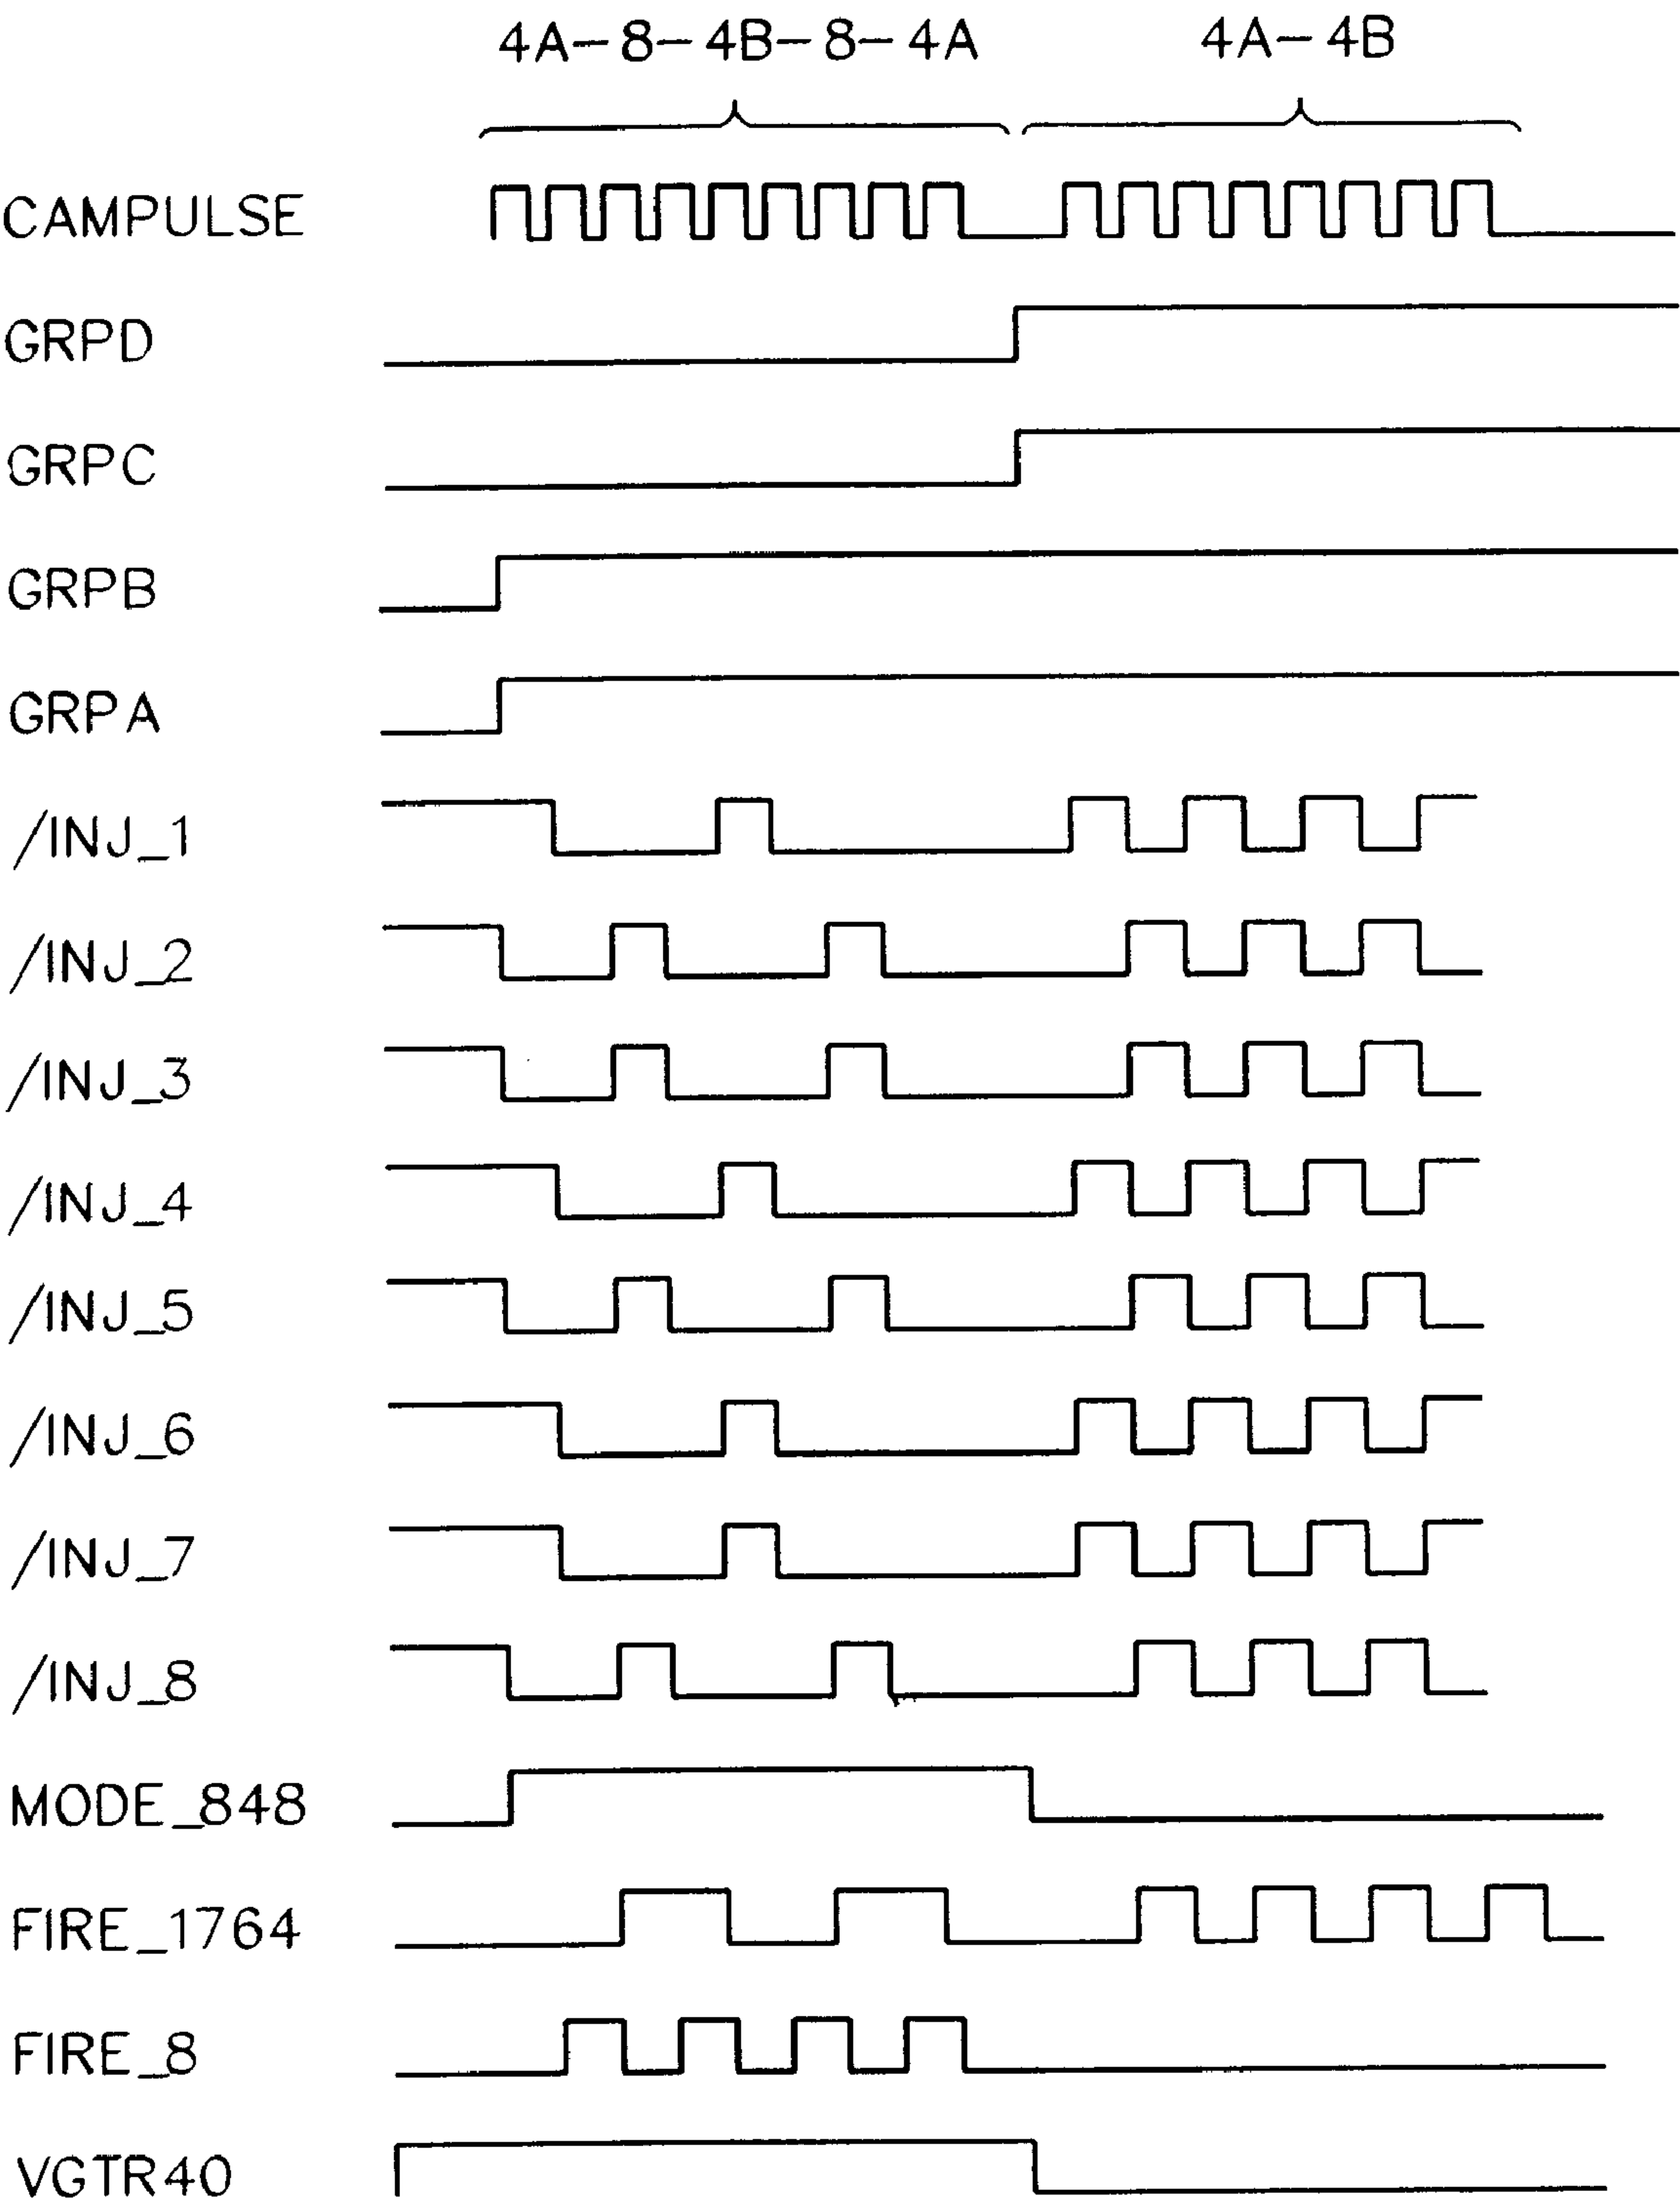 4A-8-4B-8-4A 4A-4B
CAMPULSE
GRPD
GRPC
GRPB
GRPA
/INJ_1
/INJ_2
/INJ_3
/INJ_4
/INJ_5
/INJ_6
/INJ_7
/INJ_8
MODE_848
FIRE_1764
FIRE_8
VGTR40